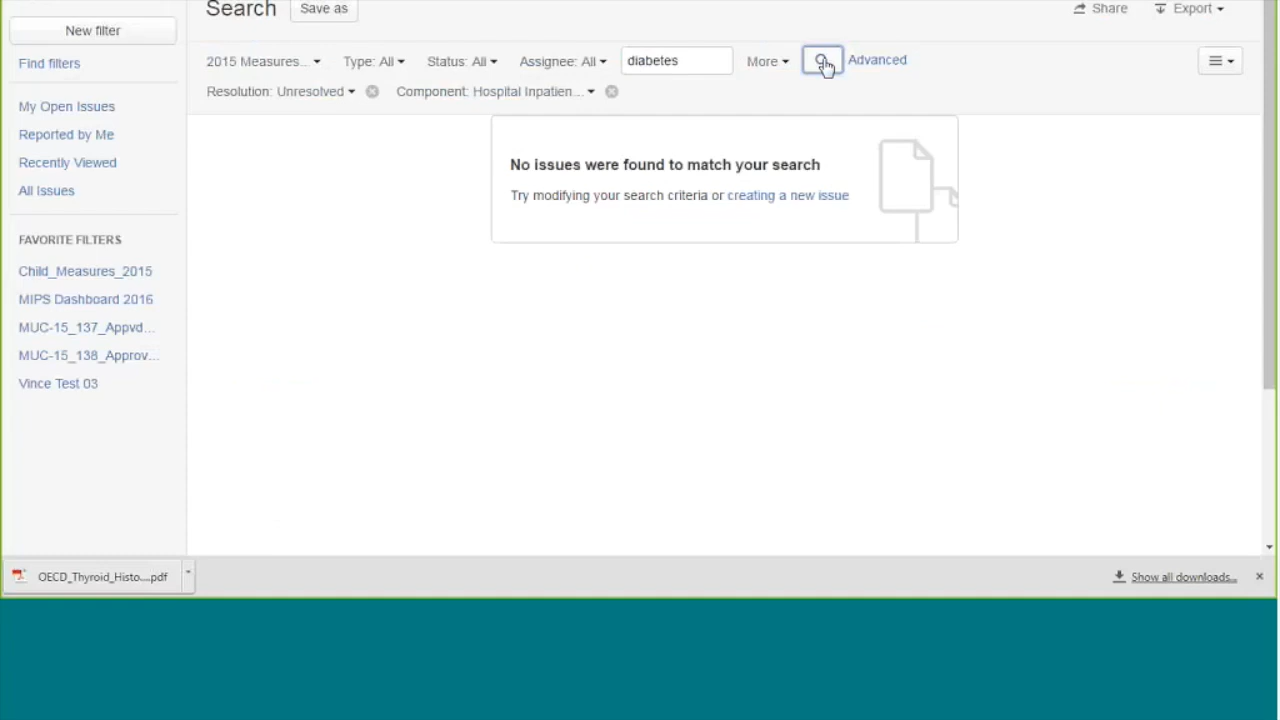 Search
Save as
Share
Export
New filter
Find filters
My Open Issues
Reported by Me
Recently Viewed
All Issues
FAVORITE FILTERS
Child_Measures_2015
MIPS Dashboard 2016
MUC-15_137_Appvd...
MUC-15_138_Approv...
Vince Test 03
2015 Measures...
Type: All
Status: All
Assignee: All
diabetes
More
Advanced
Resolution: Unresolved
Component: Hospital Inpatien...
No issues were found to match your search
Try modifying your search criteria or creating a new issue
OECD_Thyroid_Histo....pdf
Show all downloads...